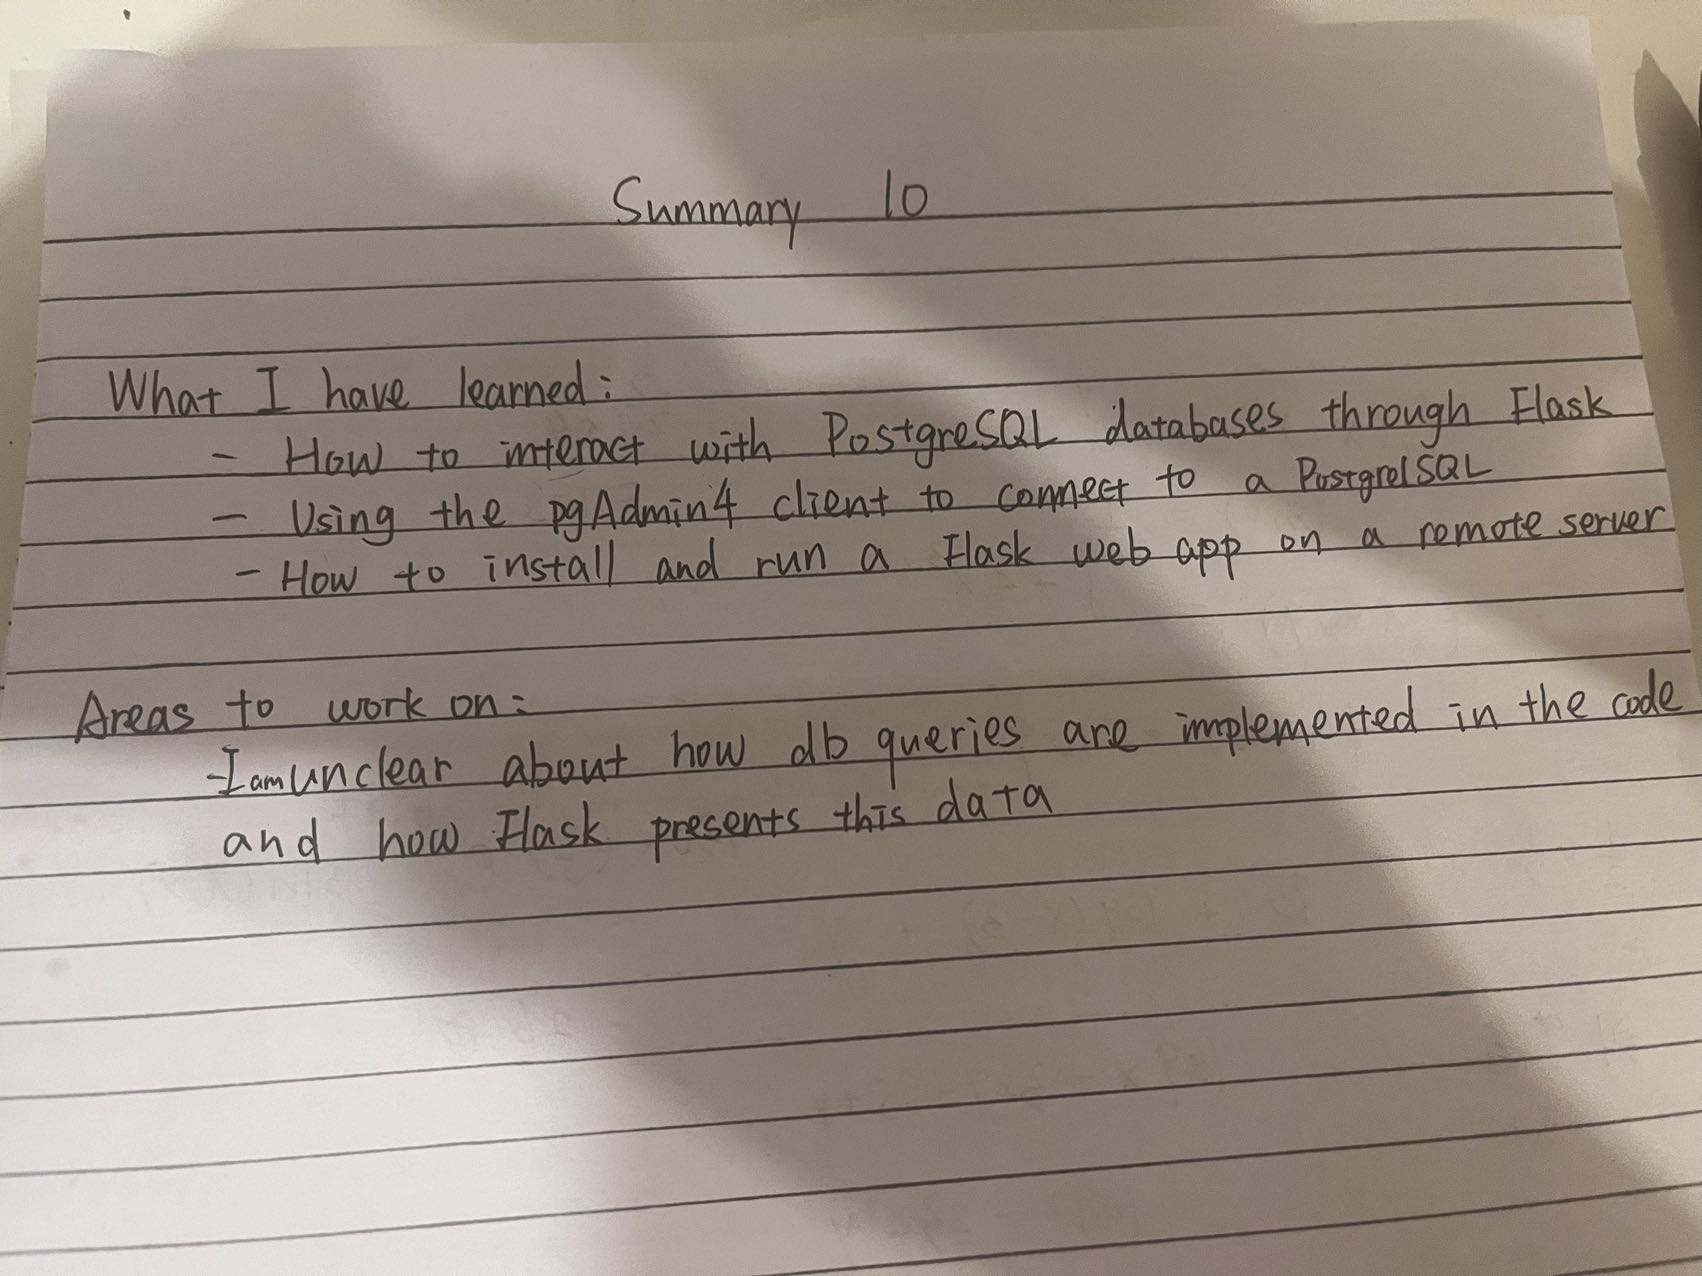 Summary 10
What I have learned:
- How to interact with PostgreSQL databases through Flask
- Using the pgAdmin4 client to connect to a PostgrelSQL
- How to install and run a Flask web app on a remote server
Areas to work on:
- I am unclear about how db queries are implemented in the code
and how Flask presents this data